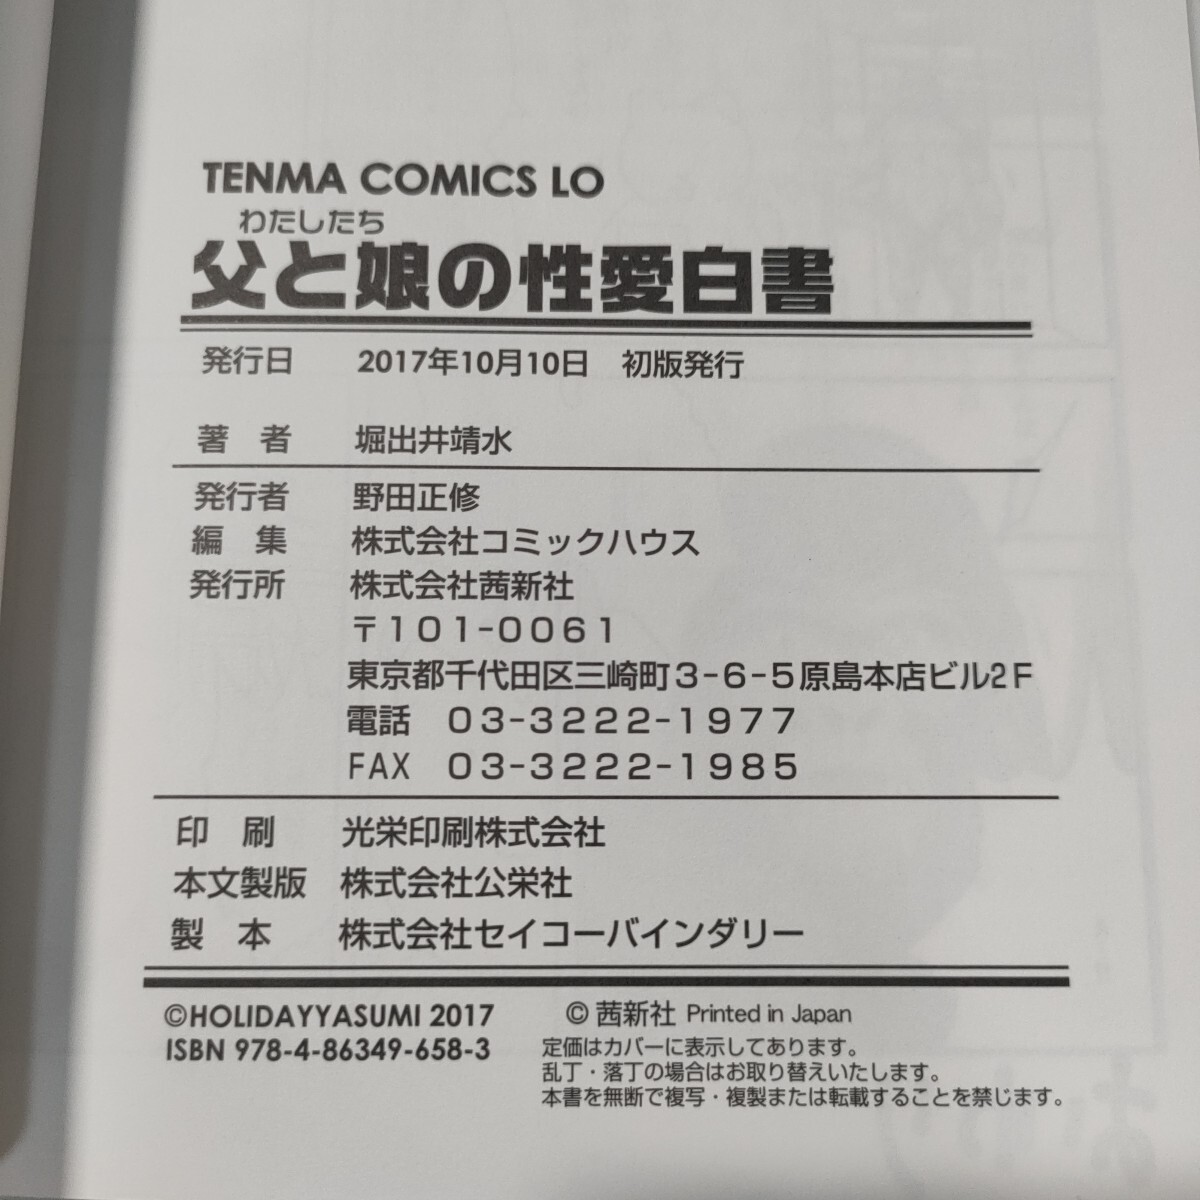 TENMA COMICS LO
わたしたち
父と娘の性愛白書
発行日 2017年10月10日 初版発行
著 者 堀出井靖水
発行者 野田正修
編 集 株式会社コミックハウス
発行所 株式会社茜新社
〒101-0061
東京都千代田区三崎町3-6-5原島本店ビル2F
電話 03-3222-1977
FAX 03-3222-1985
印 刷 光栄印刷株式会社
本文製版 株式会社公栄社
製 本 株式会社セイコーバインダリー
©HOLIDAYYASUMI 2017
ISBN 978-4-86349-658-3
© 茜新社 Printed in Japan
定価はカバーに表示してあります。
乱丁・落丁の場合はお取り替えいたします。
本書を無断で複写・複製または転載することを禁じます。